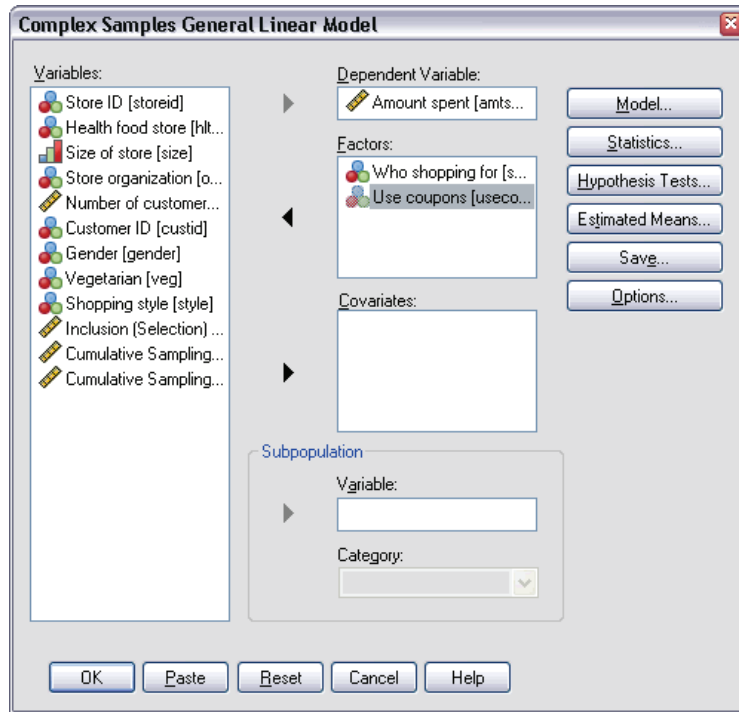 Complex Samples General Linear Model
Variables:
Store ID [storeid]
Health food store [hlt...
Size of store [size]
Store organization [o...
Number of customer...
Customer ID [custid]
Gender [gender]
Vegetarian [veg]
Shopping style [style]
Inclusion (Selection) ...
Cumulative Sampling...
Cumulative Sampling...
Dependent Variable:
Amount spent [amts...
Factors:
Who shopping for [s...
Use coupons [useco...
Covariates:
Subpopulation
Variable:
Category:
Model...
Statistics...
Hypothesis Tests...
Estimated Means...
Save...
Options...
OK
Paste
Reset
Cancel
Help